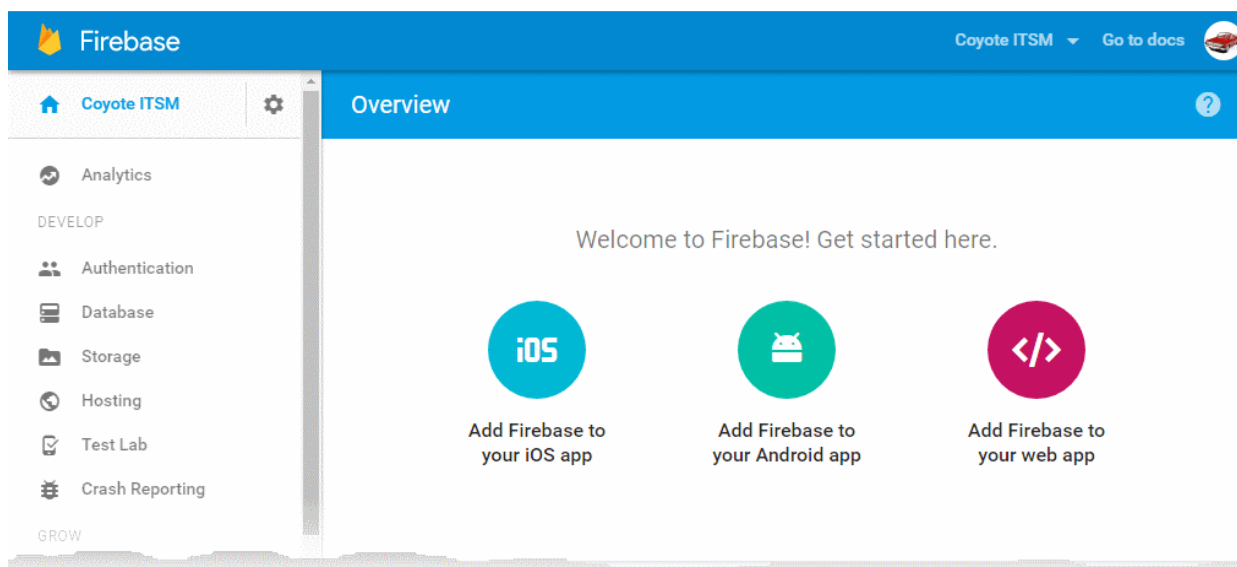 Firebase
Coyote ITSM
Go to docs
Coyote ITSM
Overview
?
Analytics
DEVELOP
Authentication
Database
Storage
Hosting
Test Lab
Crash Reporting
GROW
Welcome to Firebase! Get started here.
iOS
</>
Add Firebase to
your iOS app
Add Firebase to
your Android app
Add Firebase to
your web app